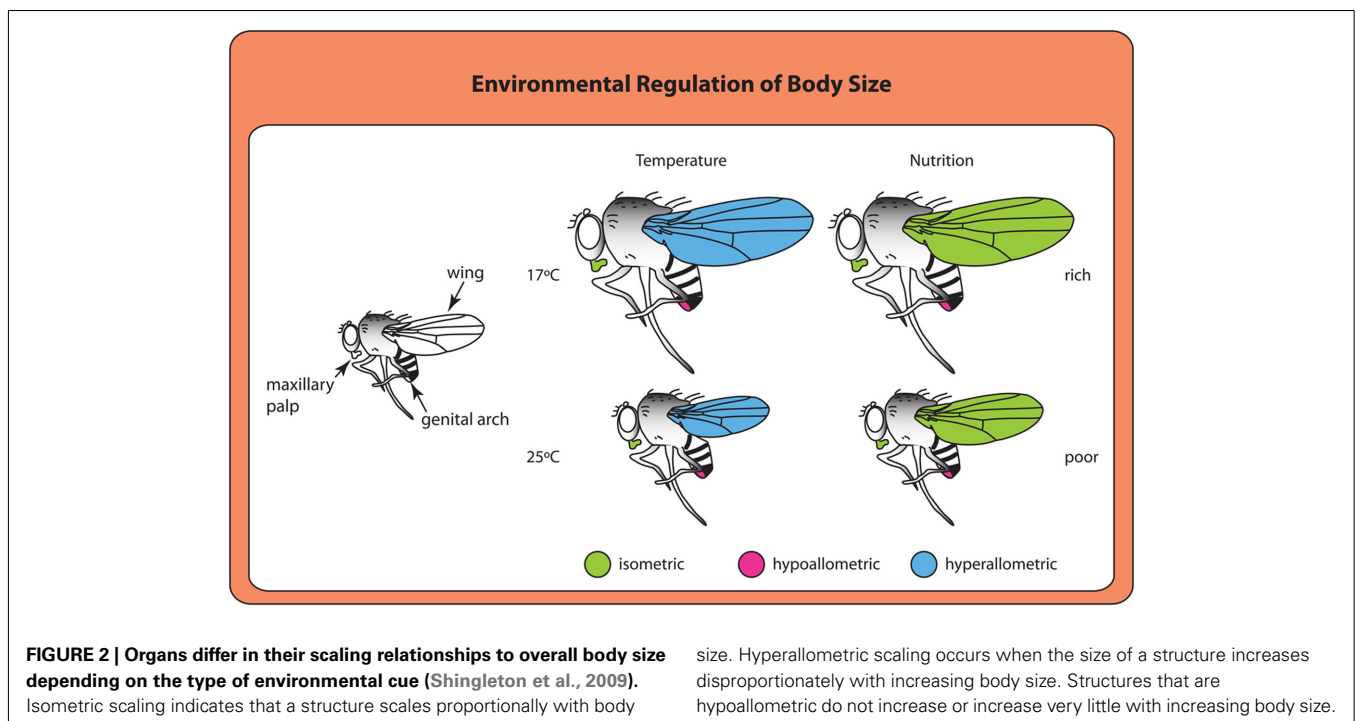 Environmental Regulation of Body Size
Temperature
Nutrition
wing
maxillary
palp
genital arch
17ºC
rich
25ºC
poor
isometric
hypoallometric
hyperallometric
FIGURE 2 | Organs differ in their scaling relationships to overall body size
depending on the type of environmental cue (Shingleton et al., 2009).
Isometric scaling indicates that a structure scales proportionally with body
size. Hyperallometric scaling occurs when the size of a structure increases
disproportionately with increasing body size. Structures that are
hypoallometric do not increase or increase very little with increasing body size.